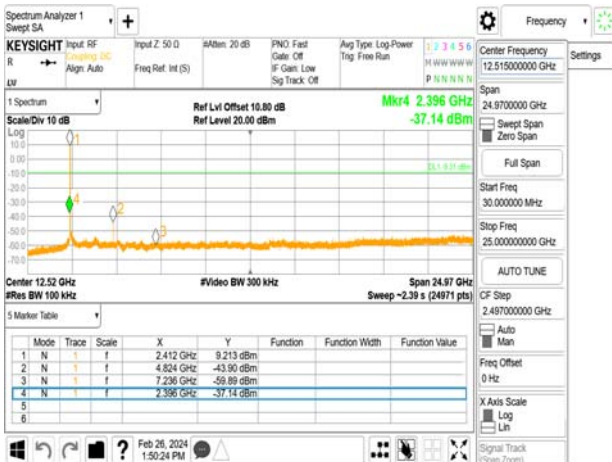 Spectrum Analyzer 1
Swept SA
+
Frequency
KEYSIGHT
Input: RF
Input Z: 50 Ω
#Atten: 20 dB
PNO: Fast
Avg Type: Log-Power
1 2 3 4 5 6
R
Coupling: DC
Gate: Off
Trig: Free Run
M W W W W W
Align: Auto
Freq Ref: Int (S)
IF Gain: Low
Sig Track: Off
P N N N N N
1 Spectrum
Ref Lvl Offset 10.80 dB
Mkr4 2.396 GHz
Scale/Div 10 dB
Ref Level 20.00 dBm
-37.14 dBm
Log
10.0
0.00
-10.0
-20.0
-30.0
-40.0
-50.0
-60.0
-70.0
1
2
3
4
Center 12.52 GHz
#Video BW 300 kHz
Span 24.97 GHz
#Res BW 100 kHz
Sweep ~2.39 s (24971 pts)
5 Marker Table
Mode Trace Scale X Y Function Function Width Function Value
1 N 1 f 2.412 GHz 9.213 dBm
2 N 1 f 4.824 GHz -43.90 dBm
3 N 1 f 7.236 GHz -59.89 dBm
4 N 1 f 2.396 GHz -37.14 dBm
5
6
?
Feb 26, 2024
1:50:24 PM
Center Frequency
12.515000000 GHz
Settings
Span
24.9700000 GHz
Swept Span
Zero Span
Full Span
Start Freq
30.000000 MHz
Stop Freq
25.000000000 GHz
AUTO TUNE
CF Step
2.497000000 GHz
Auto
Man
Freq Offset
0 Hz
X Axis Scale
Log
Lin
Signal Track
(Span Zoom)